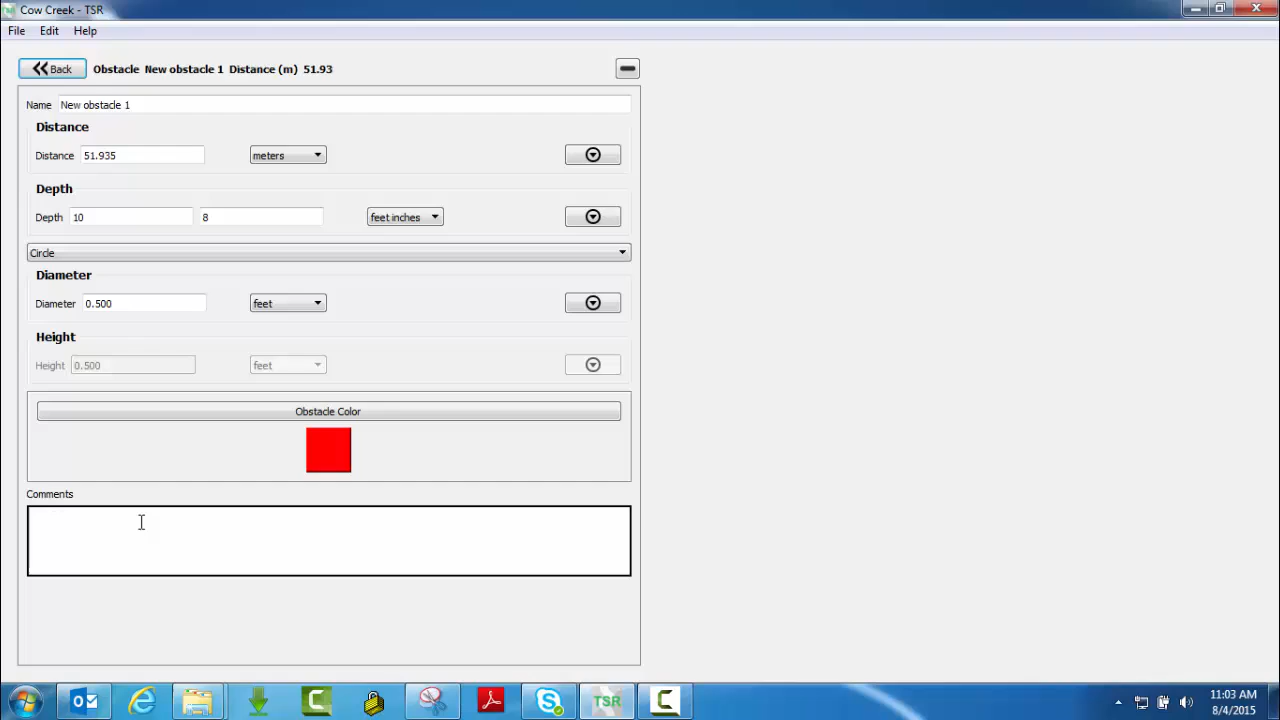 Cow Creek - TSR
File Edit Help
Back Obstacle New obstacle 1 Distance (m) 51.93
Name New obstacle 1
Distance
Distance 51.935 meters
Depth
Depth 10 8 feet inches
Circle
Diameter
Diameter 0.500 feet
Height
Height 0.500 feet
Obstacle Color
Comments
TSR
11:03 AM
8/4/2015